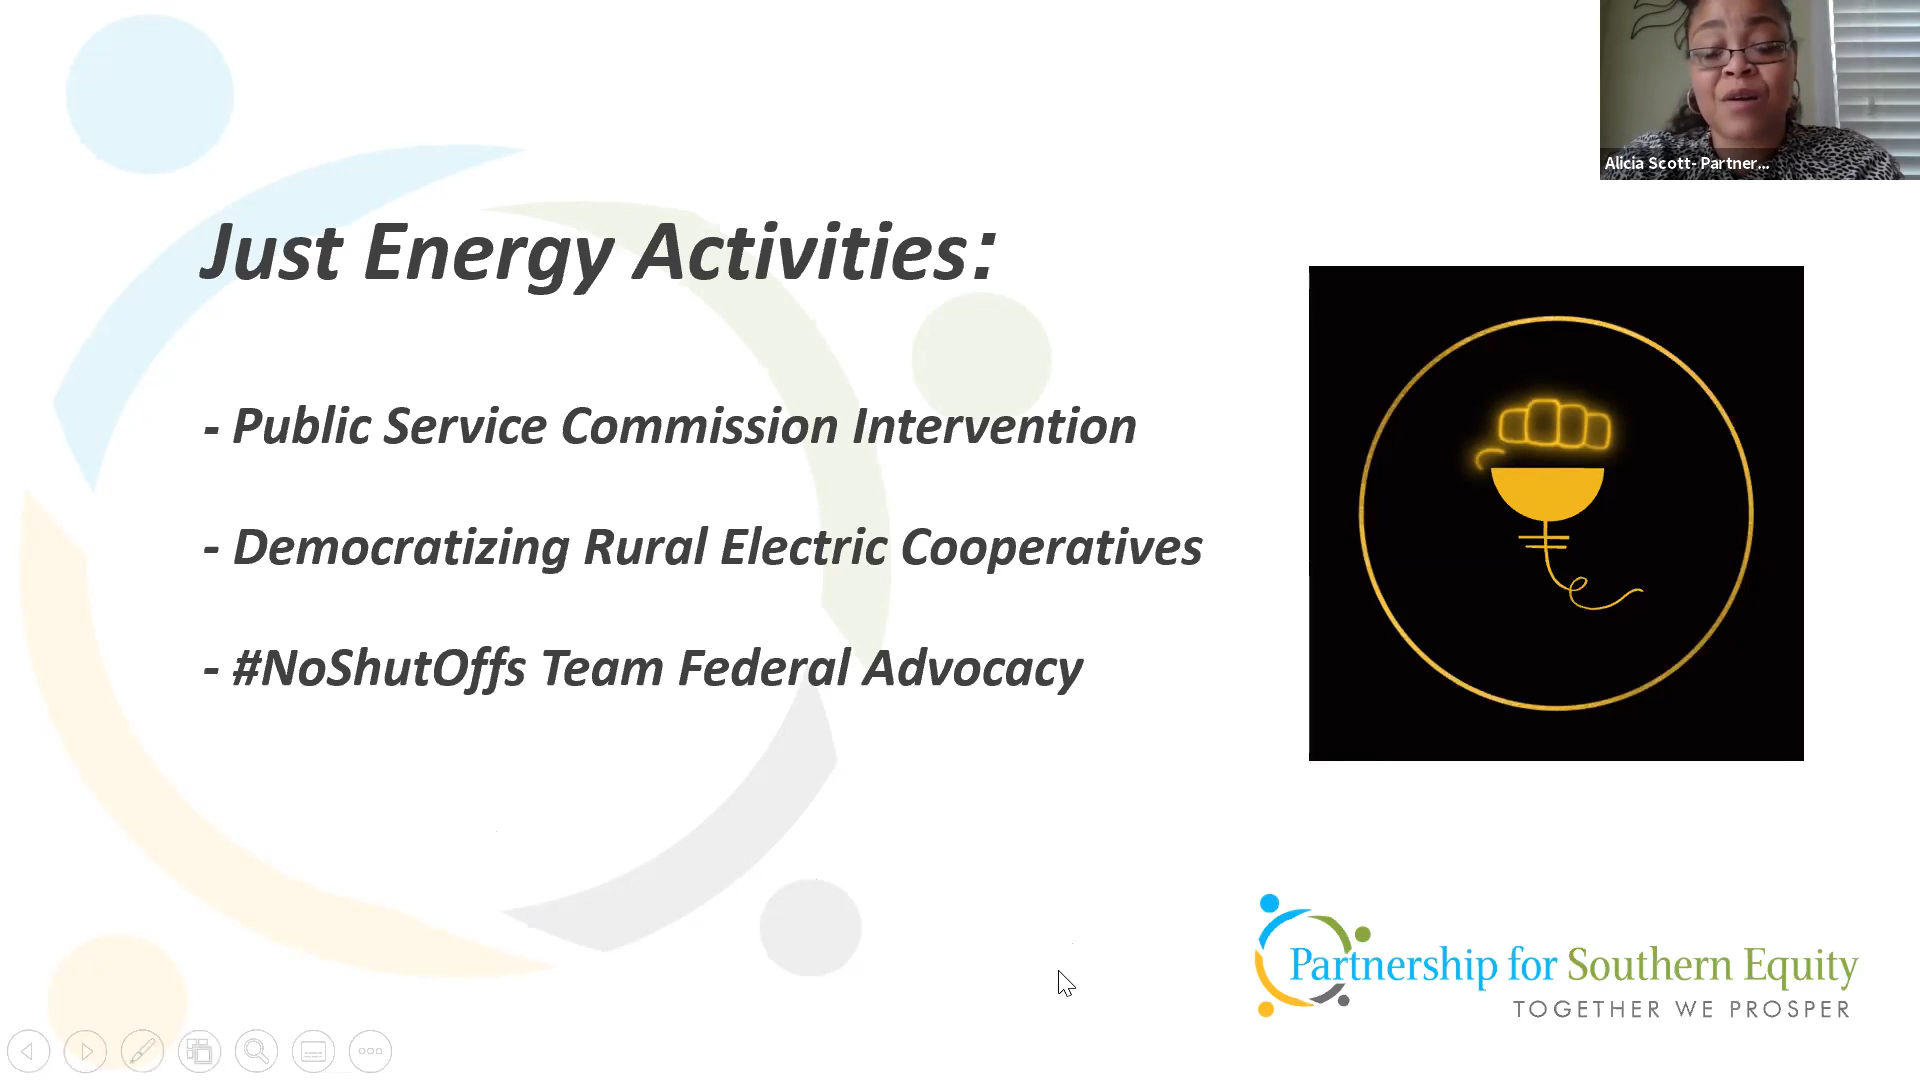 Alicia Scott- Partner...
Just Energy Activities:
- Public Service Commission Intervention
- Democratizing Rural Electric Cooperatives
- #NoShutOffs Team Federal Advocacy
Partnership for Southern Equity
TOGETHER WE PROSPER